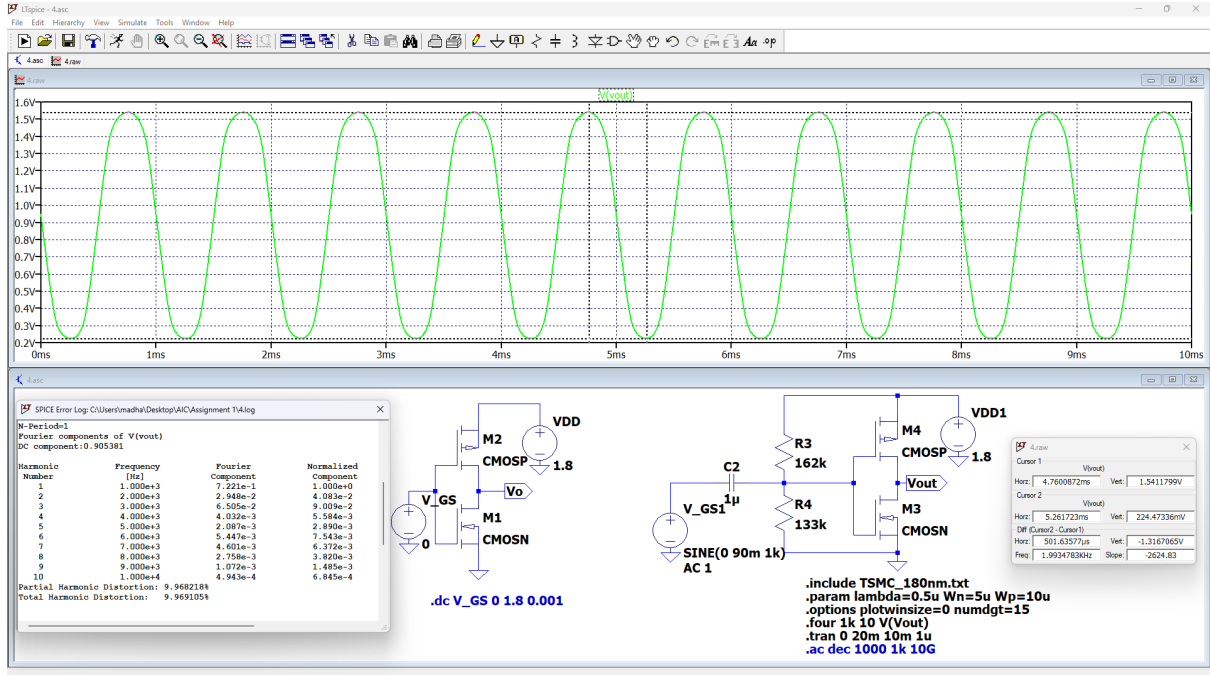 LTspice - 4.asc
File Edit Hierarchy View Simulate Tools Window Help
4.asc 4.raw
4.raw
V(vout)
1.6V
1.5V
1.4V
1.3V
1.2V
1.1V
1.0V
0.9V
0.8V
0.7V
0.6V
0.5V
0.4V
0.3V
0.2V
0ms 1ms 2ms 3ms 4ms 5ms 6ms 7ms 8ms 9ms 10ms
4.asc
SPICE Error Log: C:\Users\madha\Desktop\AIC\Assignment 1\4.log
N-Period=1
Fourier components of V(vout)
DC component:0.905381
Harmonic Frequency Fourier Normalized
Number [Hz] Component Component
1 1.000e+3 7.221e-1 1.000e+0
2 2.000e+3 2.948e-2 4.083e-2
3 3.000e+3 6.505e-2 9.009e-2
4 4.000e+3 4.032e-3 5.584e-3
5 5.000e+3 2.087e-3 2.890e-3
6 6.000e+3 5.447e-3 7.543e-3
7 7.000e+3 4.601e-3 6.372e-3
8 8.000e+3 2.758e-3 3.820e-3
9 9.000e+3 1.072e-3 1.485e-3
10 1.000e+4 4.943e-4 6.845e-4
Partial Harmonic Distortion: 9.968218%
Total Harmonic Distortion: 9.969105%
VDD
M2
CMOSP
1.8
V_GS
Vo
M1
0
CMOSN
.dc V_GS 0 1.8 0.001
VDD1
M4
R3
CMOSP
1.8
162k
C2
1µ
Vout
V_GS1
R4
M3
133k
CMOSN
SINE(0 90m 1k)
AC 1
.include TSMC_180nm.txt
.param lambda=0.5u Wn=5u Wp=10u
.options plotwinsize=0 numdgt=15
.four 1k 10 V(Vout)
.tran 0 20m 10m 1u
.ac dec 1000 1k 10G
4.raw
Cursor 1
V(vout)
Horz: 4.7600872ms Vert: 1.5411799V
Cursor 2
V(vout)
Horz: 5.261723ms Vert: 224.47336mV
Diff (Cursor2 - Cursor1)
Horz: 501.63577µs Vert: -1.3167065V
Freq: 1.9934783KHz Slope: -2624.83